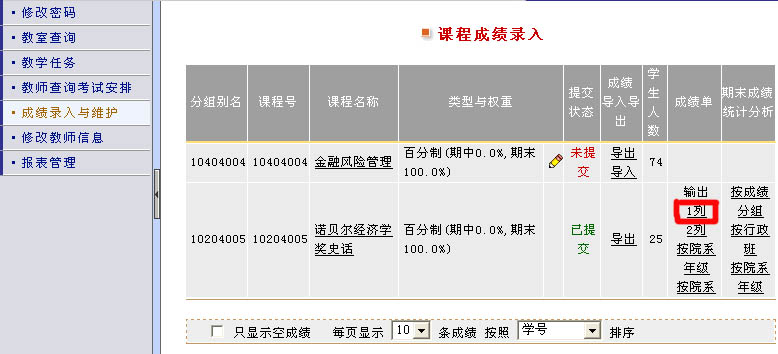 修改密码
教室查询
教学任务
教师查询考试安排
成绩录入与维护
修改教师信息
报表管理
课程成绩录入
分组别名 课程号 课程名称 类型与权重 提交状态 成绩导入导出 学生人数 成绩单 期末成绩统计分析
10404004 10404004 金融风险管理 百分制(期中0.0%,期末100.0%) 未提交 导出 导入 74
10204005 10204005 诺贝尔经济学奖史话 百分制(期中0.0%,期末100.0%) 已提交 导出 25 输出 1列 2列 按院系年级 按院系 按成绩分组 按行政班 按院系年级
只显示空成绩 每页显示 10 条成绩 按照 学号 排序